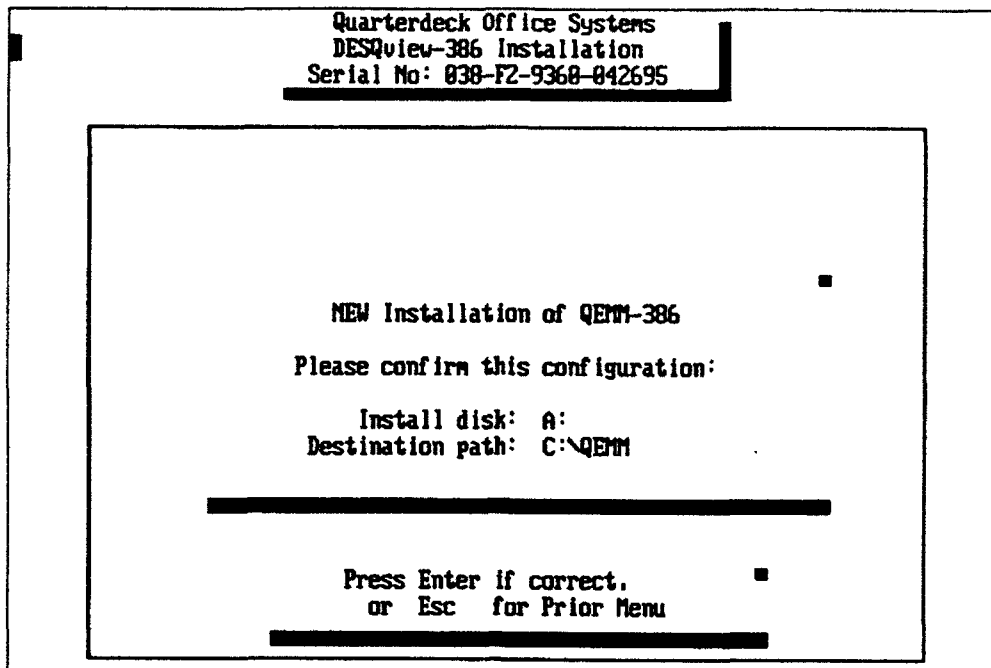 Quarterdeck Office Systems
DESQview-386 Installation
Serial No: 038-F2-9360-042695
NEW Installation of QEMM-386
Please confirm this configuration:
Install disk: A:
Destination path: C:\QEMM
Press Enter if correct.
or Esc for Prior Menu